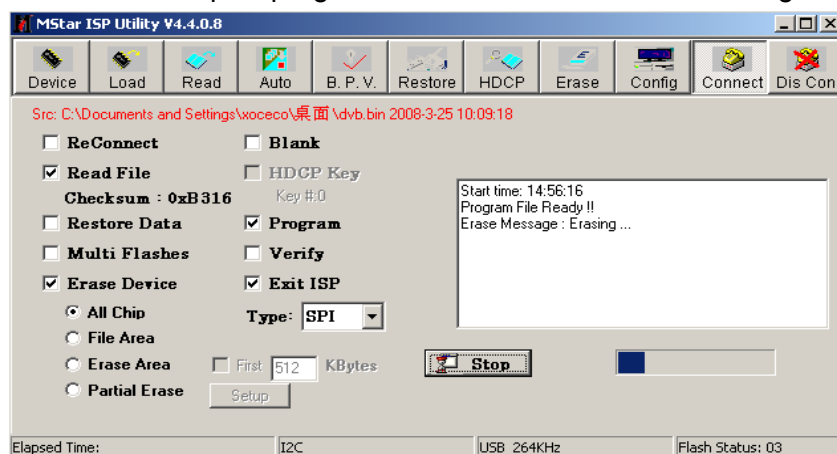 MStar ISP Utility V4.4.0.8
Device Load Read Auto B. P. V. Restore HDCP Erase Config Connect Dis Con
Src: C:\Documents and Settings\xoceco\桌面\dvb.bin 2008-3-25 10:09:18
ReConnect Blank
Read File HDCP Key
Checksum : 0xB316 Key #:0
Restore Data Program
Multi Flashes Verify
Erase Device Exit ISP
All Chip Type: SPI
File Area
Erase Area First 512 KBytes
Partial Erase Setup
Start time: 14:56:16
Program File Ready !!
Erase Message : Erasing ...
Stop
Elapsed Time: I2C USB 264KHz Flash Status: 03